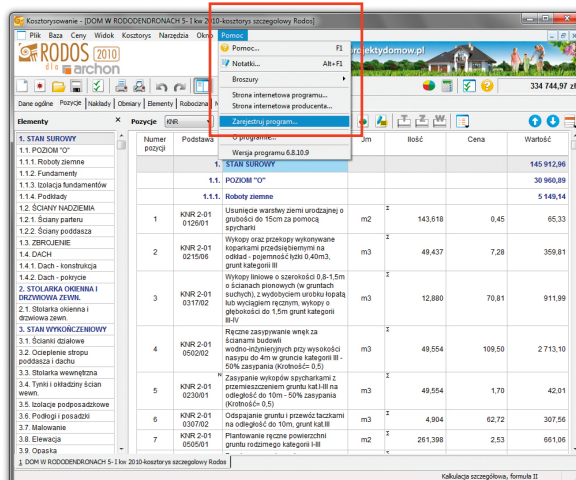 Kosztorysowanie - [DOM W RODODENDRONACH 5- I kw 2010-kosztorys szczegolowy Rodos]
Plik Baza Ceny Widok Kosztorys Narzędzia Okno Pomoc
RODOS 2010
dla archon
Pomoc... F1
Notatki... Alt+F1
Broszury
Strona internetowa programu...
Strona internetowa producenta...
Zarejestruj program...
O programie...
Wersja programu 6.8.10.9
projektydomow.pl
334 744,97 zł
Dane ogólne Pozycje Nakłady Obmiary Elementy Robocizna
Elementy
1. STAN SUROWY
1.1. POZIOM "O"
1.1.1. Roboty ziemne
1.1.2. Fundamenty
1.1.3. Izolacja fundamentów
1.1.4. Podkłady
1.2. ŚCIANY NADZIEMIA
1.2.1. Ściany parteru
1.2.2. Ściany poddasza
1.3. ZBROJENIE
1.4. DACH
1.4.1. Dach - konstrukcja
1.4.2. Dach - pokrycie
2. STOLARKA OKIENNA I
DRZWIOWA ZEWN.
2.1. Stolarka okienna i
drzwiowa zewn.
3. STAN WYKOŃCZENIOWY
3.1. Ścianki działowe
3.2. Ocieplenie stropu
poddasza i dachu
3.3. Stolarka wewnętrzna
3.4. Tynki i okładziny ścian
wewn.
3.5. Izolacje podposadzkowe
3.6. Podłogi i posadzki
3.7. Malowanie
3.8. Elewacja
3.9. Opaska
Pozycje KNR
Numer pozycji Podstawa Jm Ilość Cena Wartość
1. STAN SUROWY 145 912,96
1.1. POZIOM "O" 30 960,89
1.1.1. Roboty ziemne 5 149,14
1 KNR 2-01 0126/01 Usunięcie warstwy ziemi urodzajnej o
grubości do 15cm za pomocą
spycharki m2 143,618 0,45 65,33
2 KNR 2-01 0215/06 Wykopy oraz przekopy wykonywane
koparkami przedsiębiernymi na
odkład - pojemność łyżki 0,40m3,
grunt kategorii III m3 49,437 7,28 359,81
3 KNR 2-01 0317/02 Wykopy liniowe o szerokości 0,8-1,5m
o ścianach pionowych (w gruntach
suchych), z wydobyciem urobku łopatą
lub wyciągiem ręcznym, wykopy o
głębokości do 1,5m grunt kategorii
III-IV m3 12,880 70,81 911,99
4 KNR 2-01 0502/02 Ręczne zasypywanie wnęk za
ścianami budowli
wodno-inżynieryjnych przy wysokości
nasypu do 4m w gruncie kategorii III -
50% zasypania (Krotność= 0,5) m3 49,554 109,50 2 713,10
5 KNR 2-01 0230/01 Zasypanie wykopów spycharkami z
przemieszczeniem gruntu kat.I-III na
odległość do 10m - 50% zasypania
(Krotność= 0,5) m3 49,554 1,70 42,01
6 KNR 2-01 0307/02 Odspajanie gruntu i przewóz taczkami
na odległość do 10m, grunt kat.III m3 4,904 62,72 307,56
7 KNR 2-01 0505/01 Plantowanie ręczne powierzchni
gruntu rodzimego kategorii I-III m2 261,398 2,53 661,06
1 DOM W RODODENDRONACH 5- I kw 2010-kosztorys szczegolowy Rodos
Kalkulacja szczegółowa, formuła II